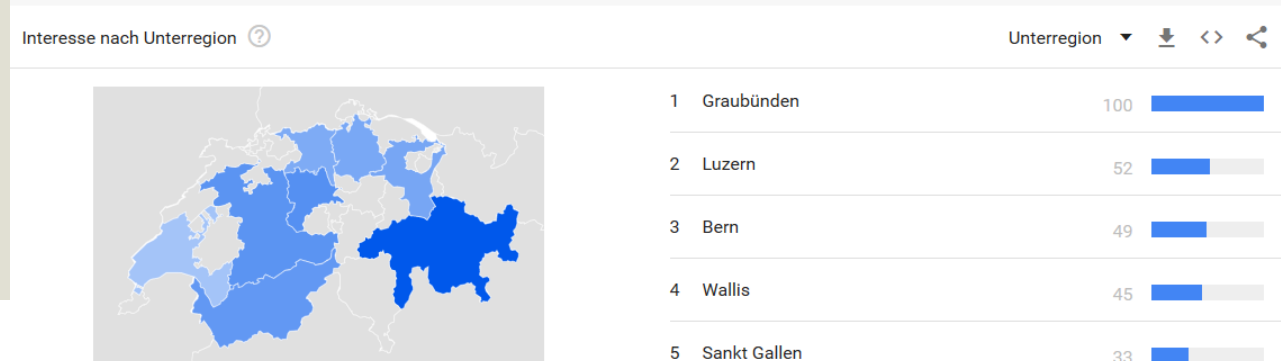 Interesse nach Unterregion ?
Unterregion
1 Graubünden 100
2 Luzern 52
3 Bern 49
4 Wallis 45
5 Sankt Gallen 33